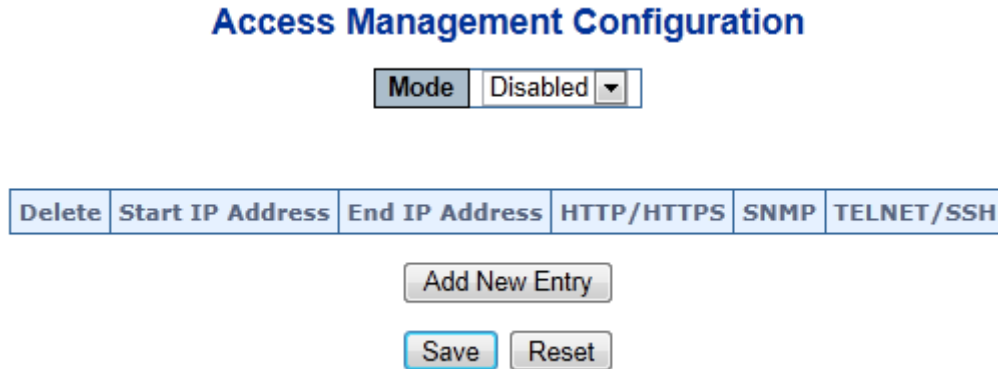 Access Management Configuration
Mode Disabled
Delete Start IP Address End IP Address HTTP/HTTPS SNMP TELNET/SSH
Add New Entry
Save Reset